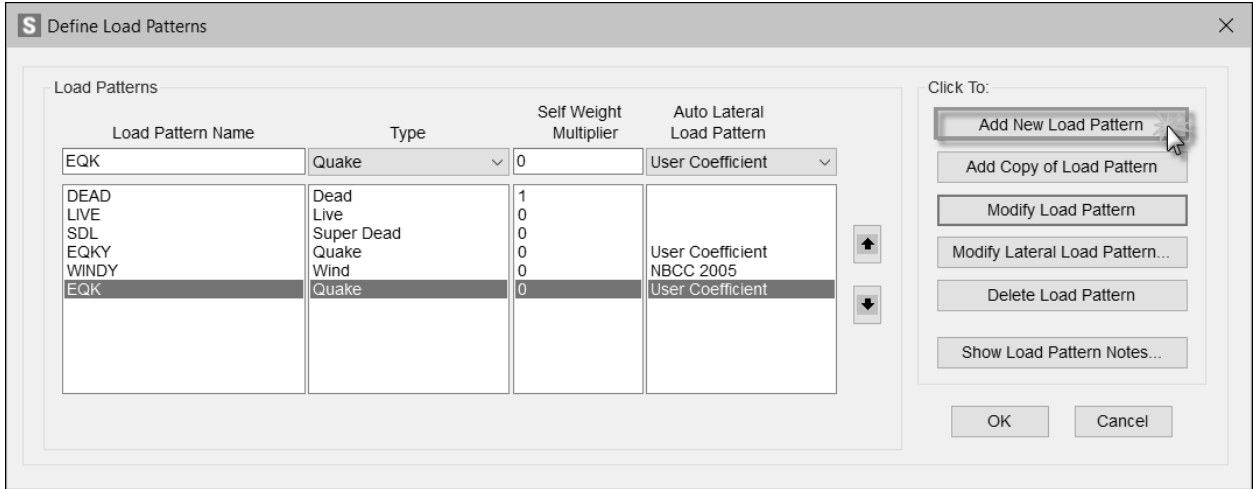 S Define Load Patterns
Load Patterns
Click To:
Load Pattern Name Type Self Weight Multiplier Auto Lateral Load Pattern
EQK Quake 0 User Coefficient
DEAD Dead 1
LIVE Live 0
SDL Super Dead 0
EQKY Quake 0 User Coefficient
WINDY Wind 0 NBCC 2005
EQK Quake 0 User Coefficient
Add New Load Pattern
Add Copy of Load Pattern
Modify Load Pattern
Modify Lateral Load Pattern...
Delete Load Pattern
Show Load Pattern Notes...
OK Cancel